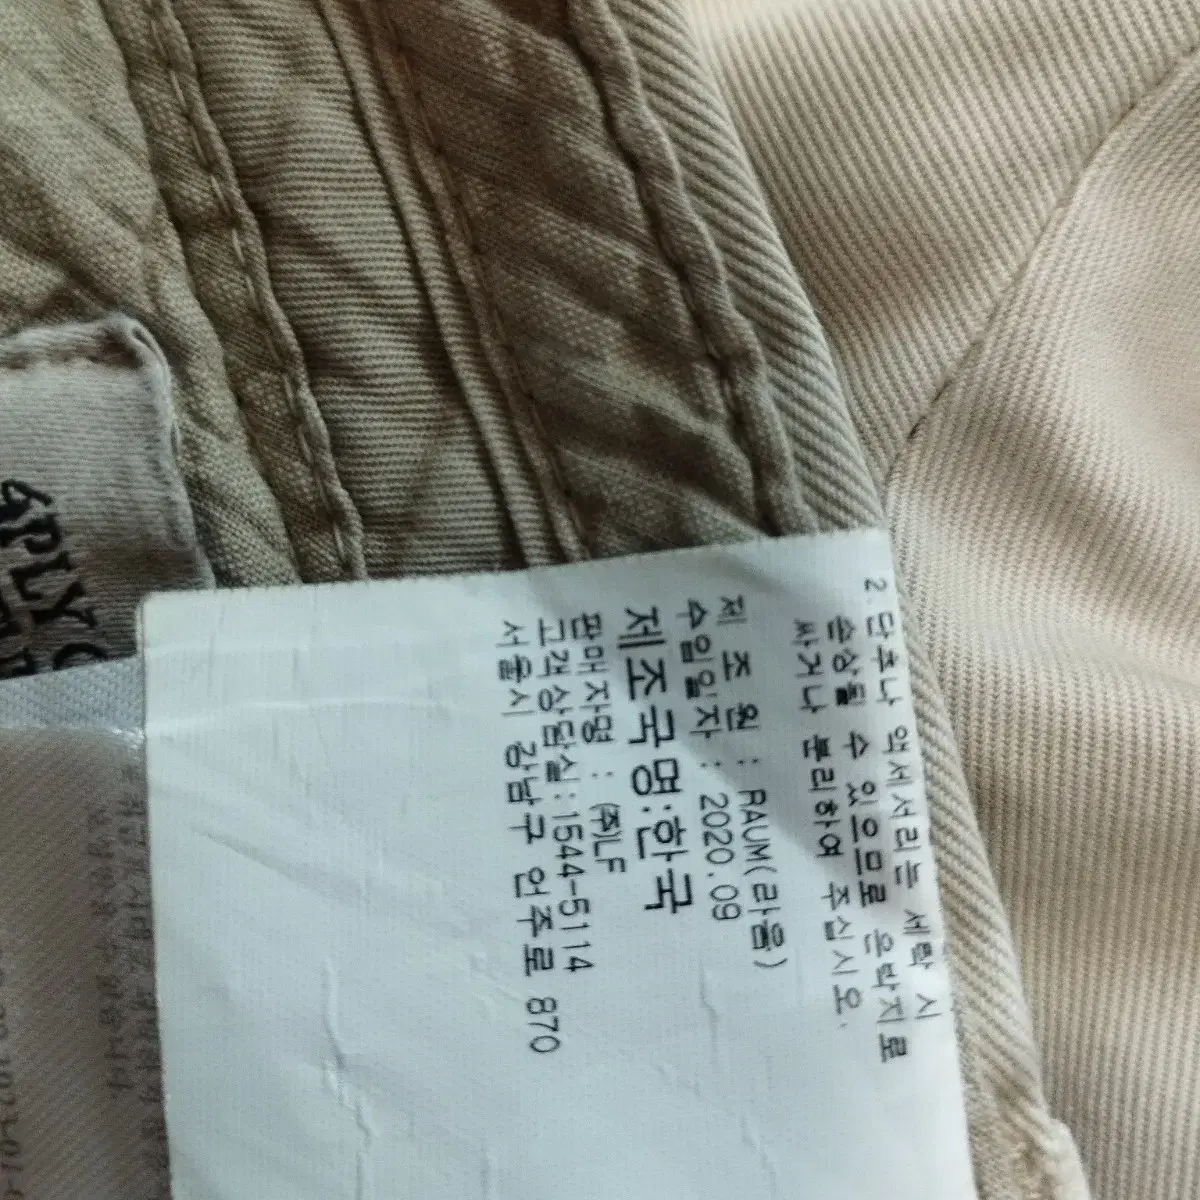 2.단추나 악세서리는 세탁 시
손상될 수 있으므로 은박지로
싸거나 분리하여 주십시오.
제 조 원 : RAUM(라움)
수입일자 : 2020.09
제조국명:한국
판매자명 : (주)LF
고객상담실:1544-5114
서울시 강남구 언주로 870
GPLY